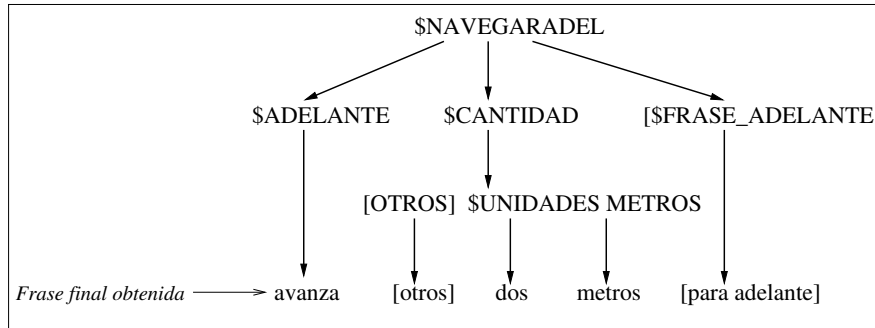 $NAVEGARADEL
$ADELANTE $CANTIDAD [$FRASE_ADELANTE
[OTROS] $UNIDADES METROS
Frase final obtenida avanza [otros] dos metros [para adelante]